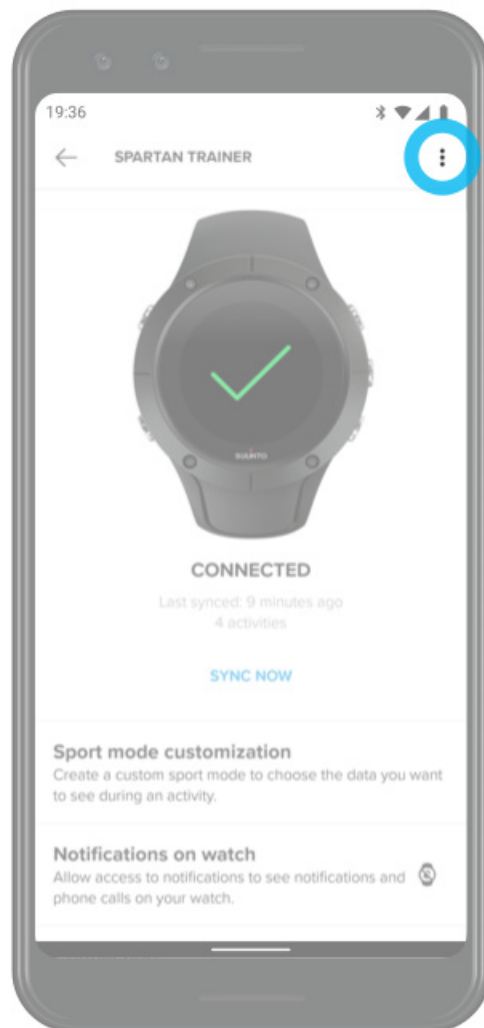 19:36
SPARTAN TRAINER
SUUNTO
CONNECTED
Last synced: 9 minutes ago
4 activities
SYNC NOW
Sport mode customization
Create a custom sport mode to choose the data you want
to see during an activity.
Notifications on watch
Allow access to notifications to see notifications and
phone calls on your watch.